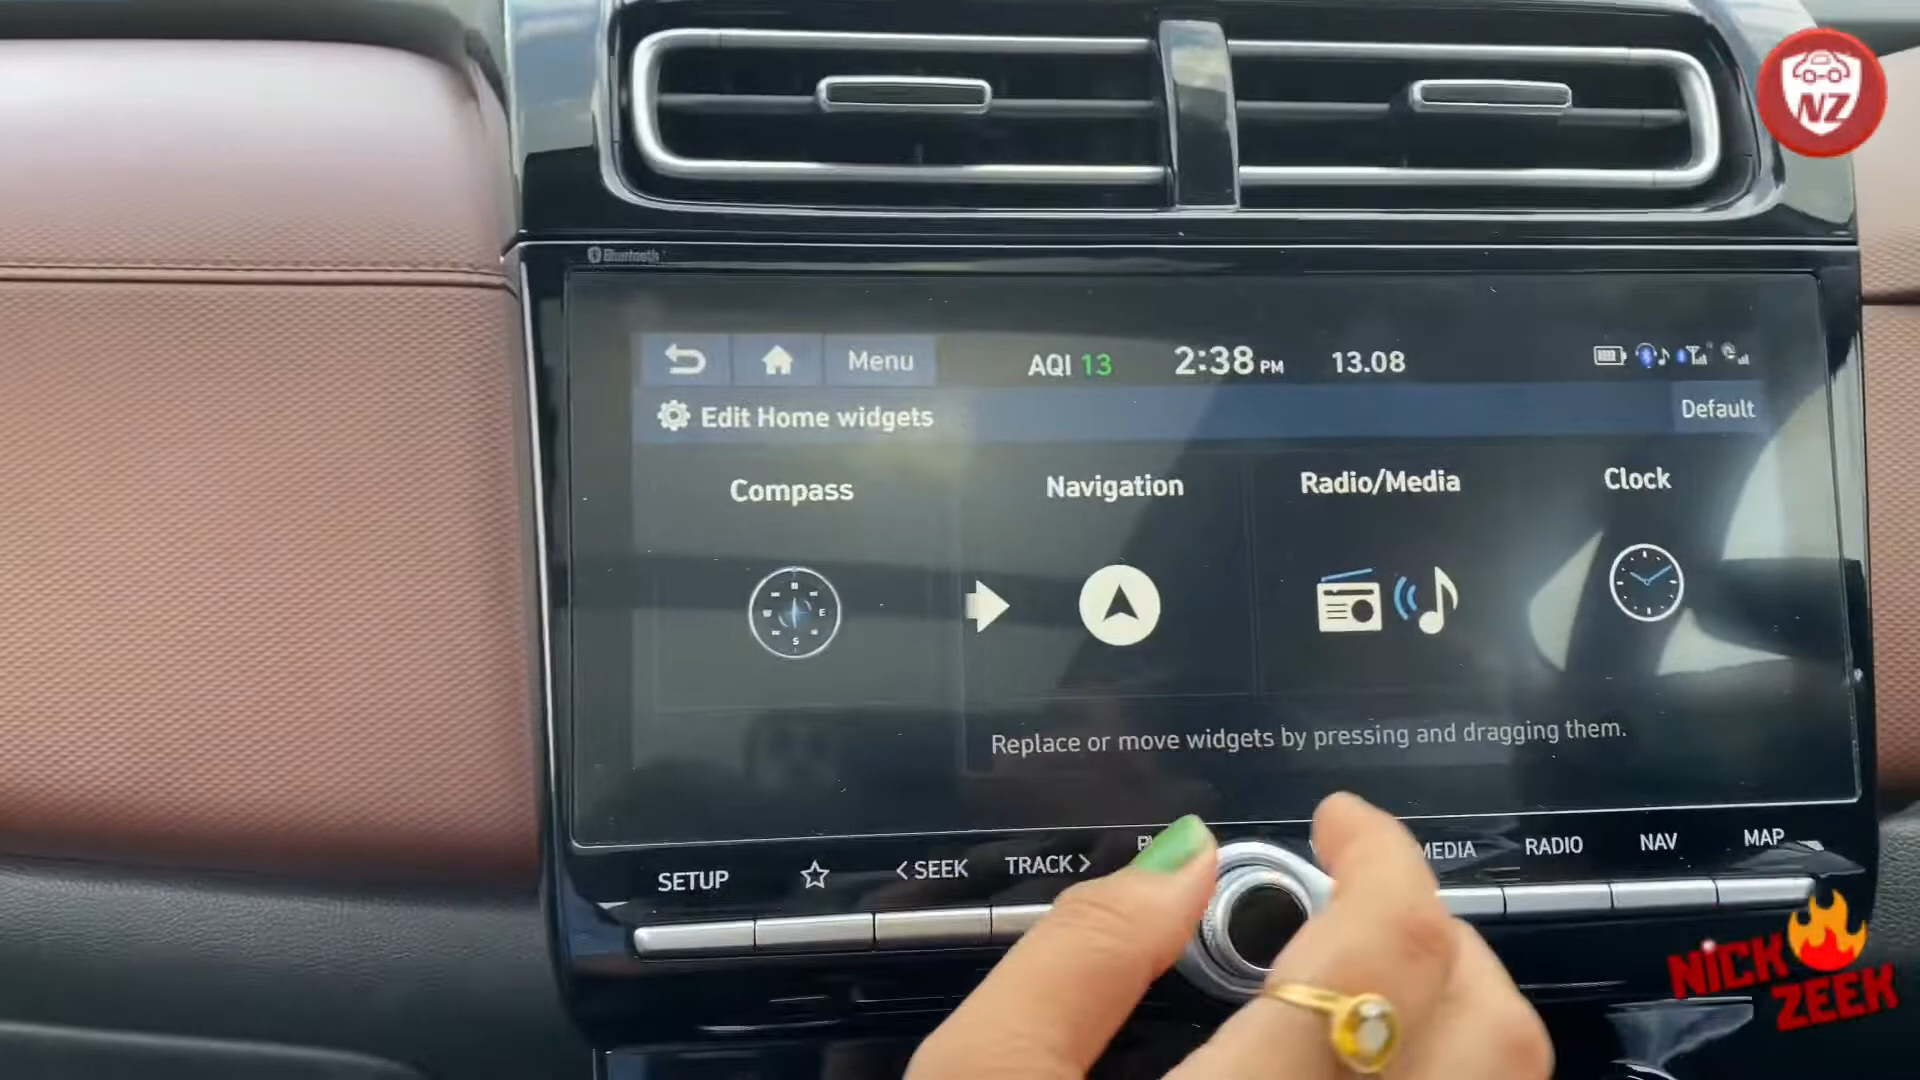 NZ
Bluetooth
Menu
AQI 13
2:38 PM
13.08
Edit Home widgets
Default
Compass
Navigation
Radio/Media
Clock
N
W E
S
Replace or move widgets by pressing and dragging them.
SETUP
< SEEK
TRACK >
MEDIA
RADIO
NAV
MAP
NiCK
ZEEK